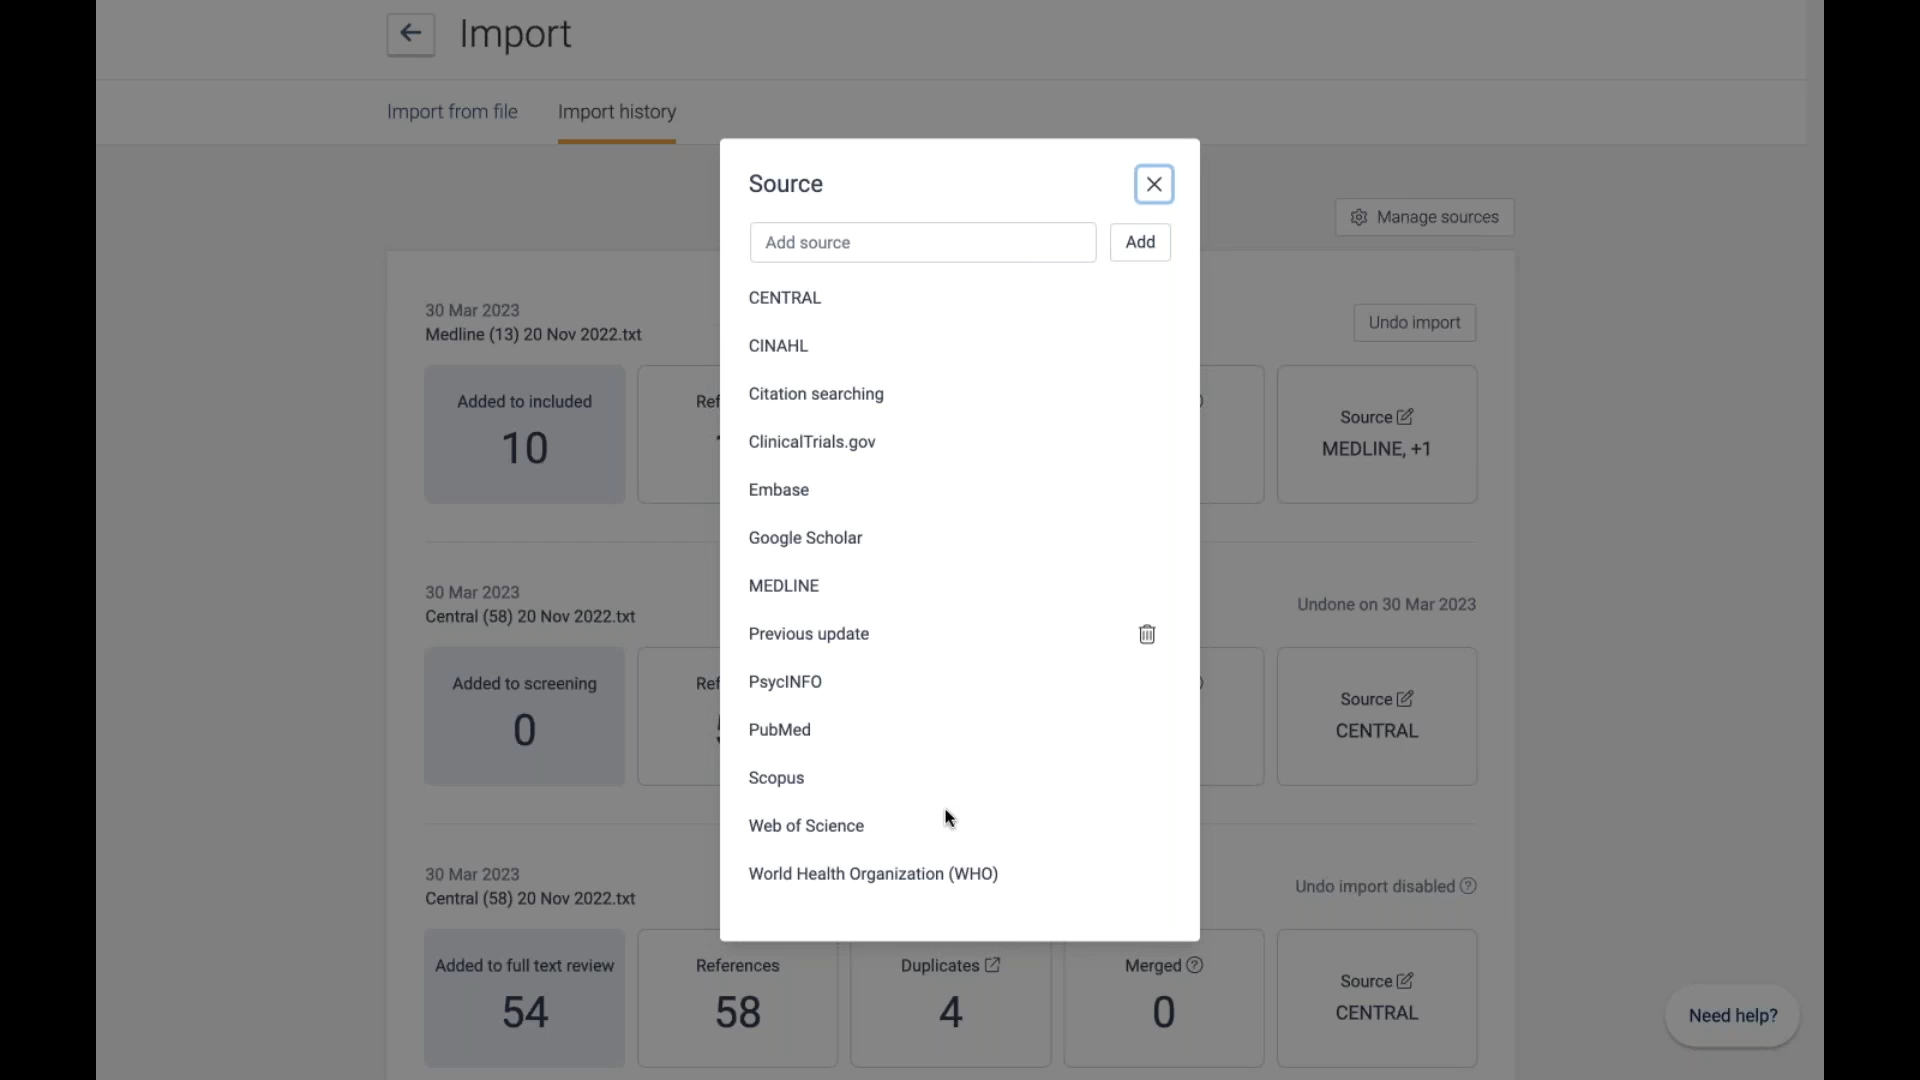 Import
Import from file
Import history
Manage sources
Source
Add source
Add
CENTRAL
CINAHL
Citation searching
ClinicalTrials.gov
Embase
Google Scholar
MEDLINE
Previous update
PsycINFO
PubMed
Scopus
Web of Science
World Health Organization (WHO)
30 Mar 2023
Medline (13) 20 Nov 2022.txt
Undo import
Added to included
10
Source
MEDLINE, +1
30 Mar 2023
Central (58) 20 Nov 2022.txt
Undone on 30 Mar 2023
Added to screening
0
Source
CENTRAL
30 Mar 2023
Central (58) 20 Nov 2022.txt
Undo import disabled
Added to full text review
54
References
58
Duplicates
4
Merged
0
Source
CENTRAL
Need help?